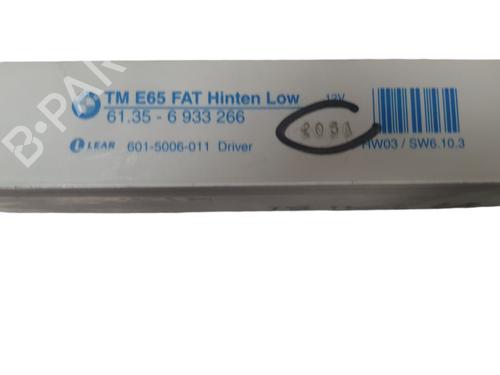 TM E65 FAT Hinten Low 12V
61.35 - 6 933 266
2051
LEAR 601-5006-011 Driver HW03 / SW6.10.3
B-PAR